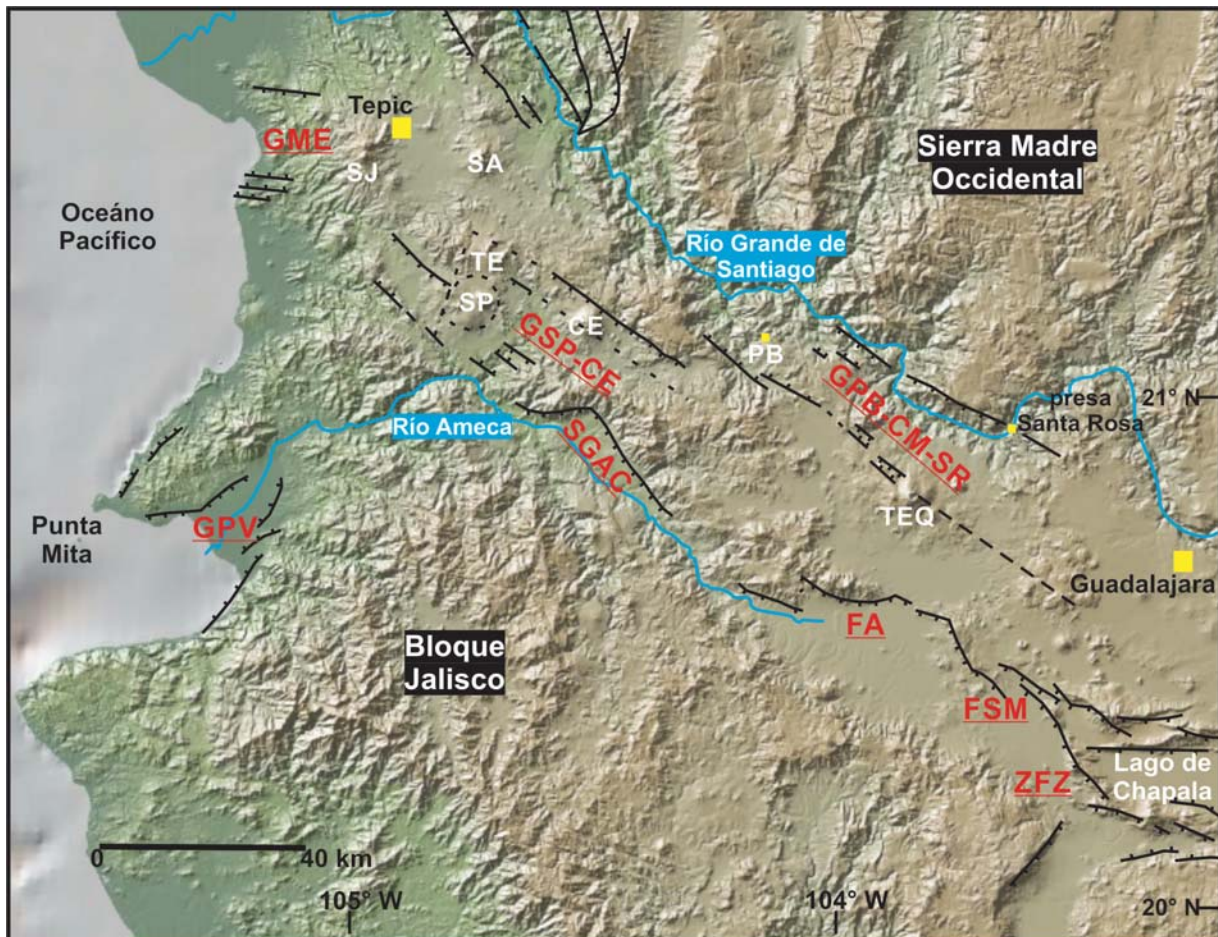 Tepic
GME
SJ
SA
Sierra Madre
Occidental
Oceáno
Pacífico
Río Grande de
Santiago
TE
SP
CE
GSP-CE
PB
GPB-CM-SR
21° N
presa
Santa Rosa
Río Ameca
SGAC
TEQ
Punta
Mita
GPV
Guadalajara
FA
Bloque
Jalisco
FSM
ZFZ
Lago de
Chapala
0
40 km
105° W
104° W
20° N